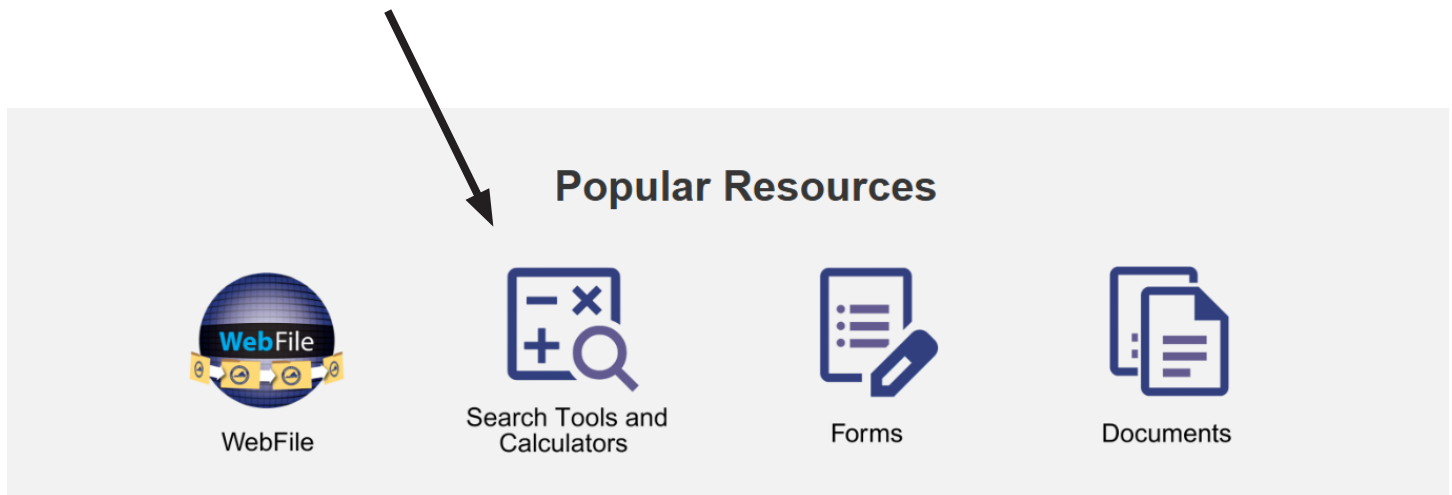 Popular Resources
WebFile
WebFile
Search Tools and
Calculators
Forms
Documents